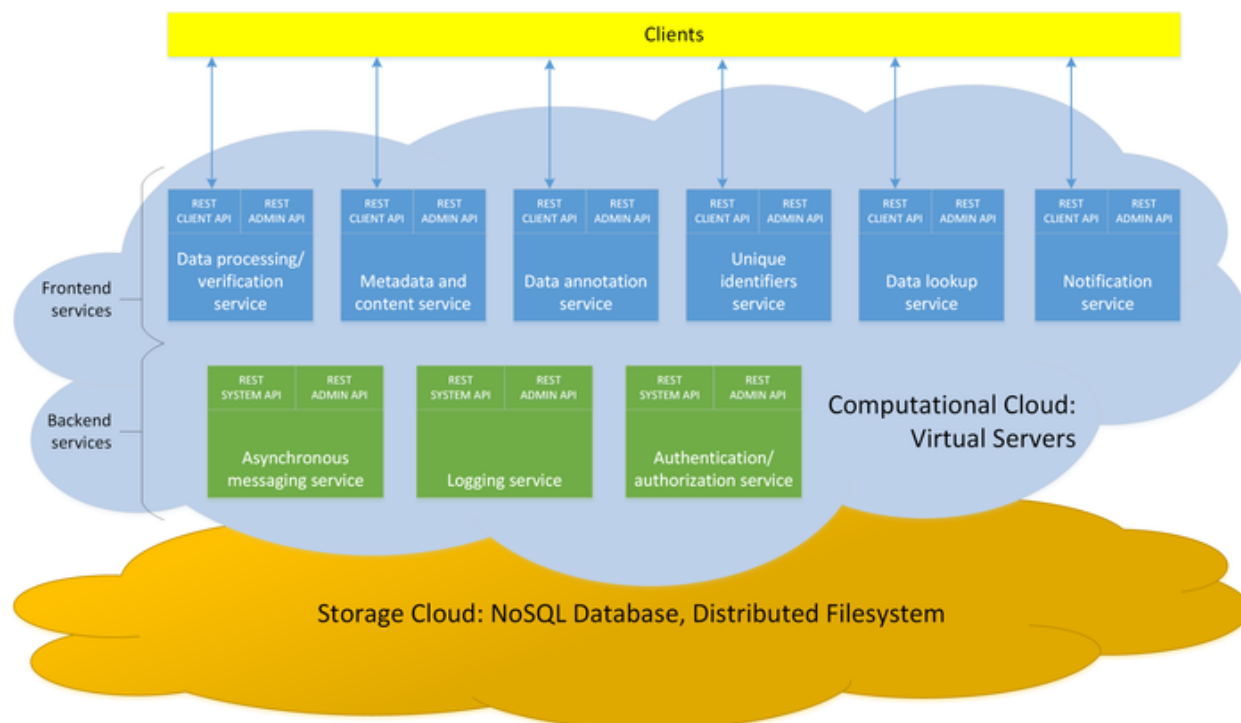 Clients
REST
CLIENT API
REST
ADMIN API
REST
CLIENT API
REST
ADMIN API
REST
CLIENT API
REST
ADMIN API
REST
CLIENT API
REST
ADMIN API
REST
CLIENT API
REST
ADMIN API
REST
CLIENT API
REST
ADMIN API
Frontend
services
Data processing/
verification
service
Metadata and
content service
Data annotation
service
Unique
identifiers
service
Data lookup
service
Notification
service
REST
SYSTEM API
REST
ADMIN API
REST
SYSTEM API
REST
ADMIN API
REST
SYSTEM API
REST
ADMIN API
Backend
services
Asynchronous
messaging service
Logging service
Authentication/
authorization service
Computational Cloud:
Virtual Servers
Storage Cloud: NoSQL Database, Distributed Filesystem